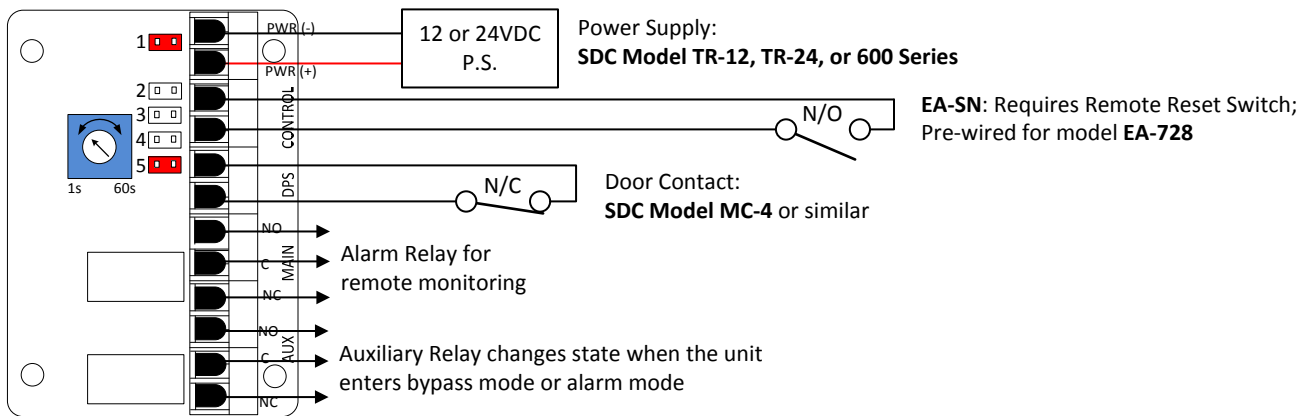 PWR (-)
PWR (+)
12 or 24VDC
P.S.
Power Supply:
SDC Model TR-12, TR-24, or 600 Series
1
2
3
4
5
1s 60s
CONTROL
N/O
EA-SN: Requires Remote Reset Switch;
Pre-wired for model EA-728
DPS
N/C
Door Contact:
SDC Model MC-4 or similar
NO
C
NC
MAIN
Alarm Relay for
remote monitoring
NO
C
NC
AUX
Auxiliary Relay changes state when the unit
enters bypass mode or alarm mode